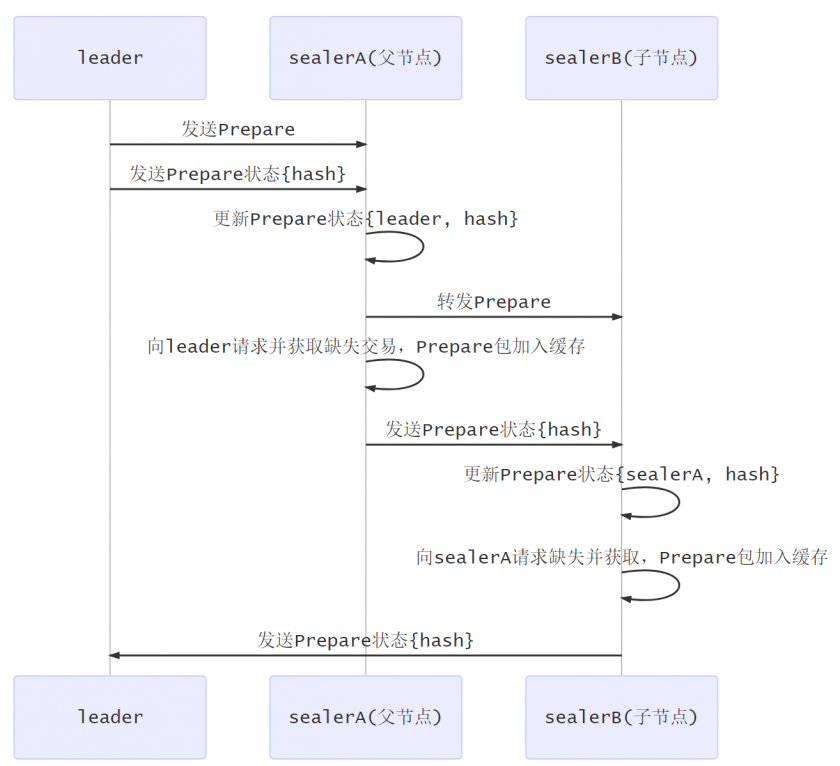 leader
sealerA(父节点)
sealerB(子节点)
发送Prepare
发送Prepare状态{hash}
更新Prepare状态{leader, hash}
转发Prepare
向leader请求并获取缺失交易，Prepare包加入缓存
发送Prepare状态{hash}
更新Prepare状态{sealerA, hash}
向sealerA请求缺失并获取，Prepare包加入缓存
发送Prepare状态{hash}
leader
sealerA(父节点)
sealerB(子节点)